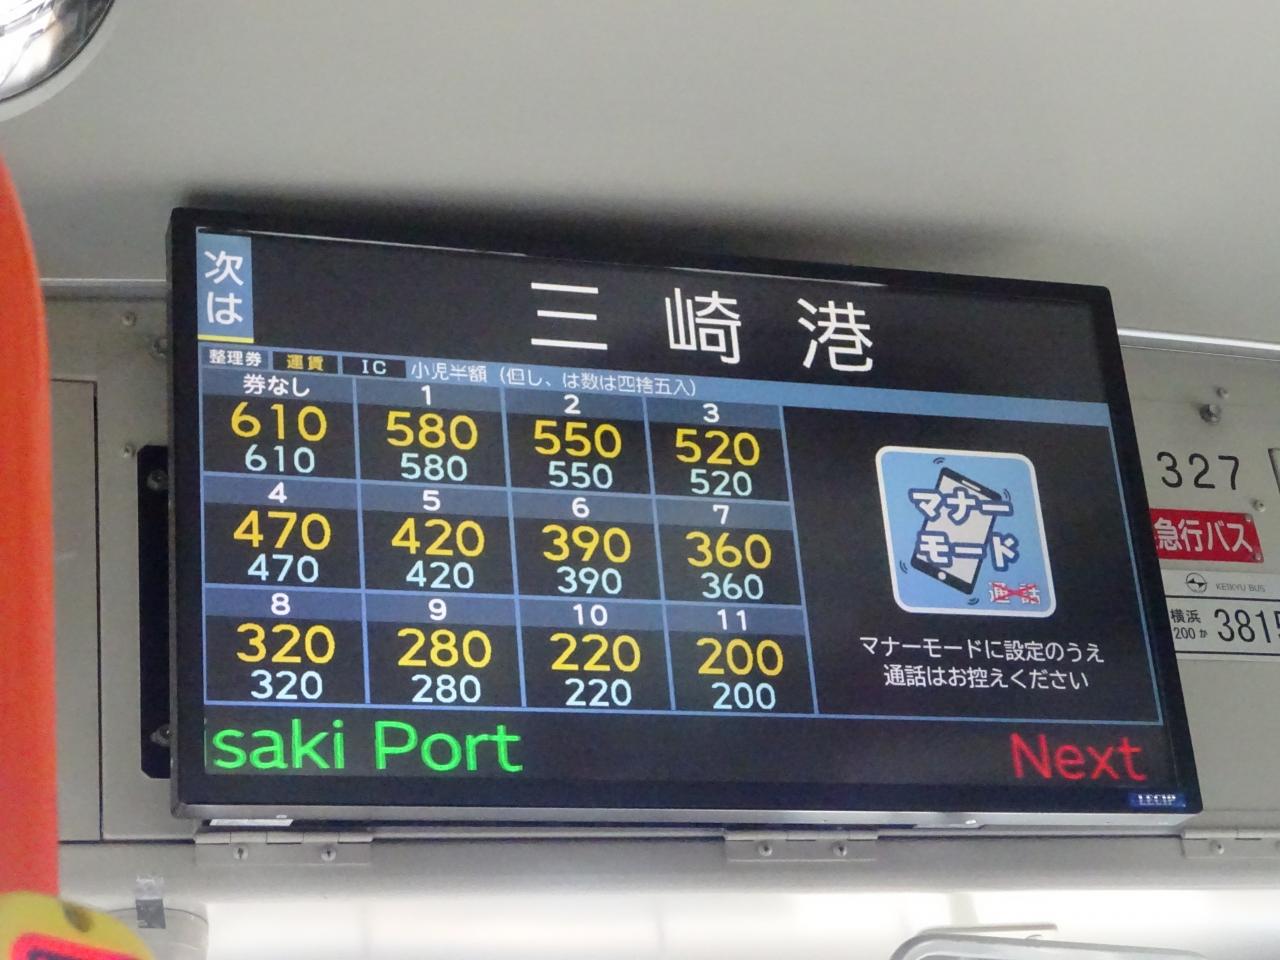 次は
三崎港
整理券 運賃 IC 小児半額（但し、は数は四捨五入）
券なし 1 2 3
610 580 550 520
610 580 550 520
4 5 6 7
470 420 390 360
470 420 390 360
8 9 10 11
320 280 220 200
320 280 220 200
マナー
モード
通話
マナーモードに設定のうえ
通話はお控えください
isaki Port Next
LECIP
327
急行バス
KEIKYU BUS
横浜
200 か 3815